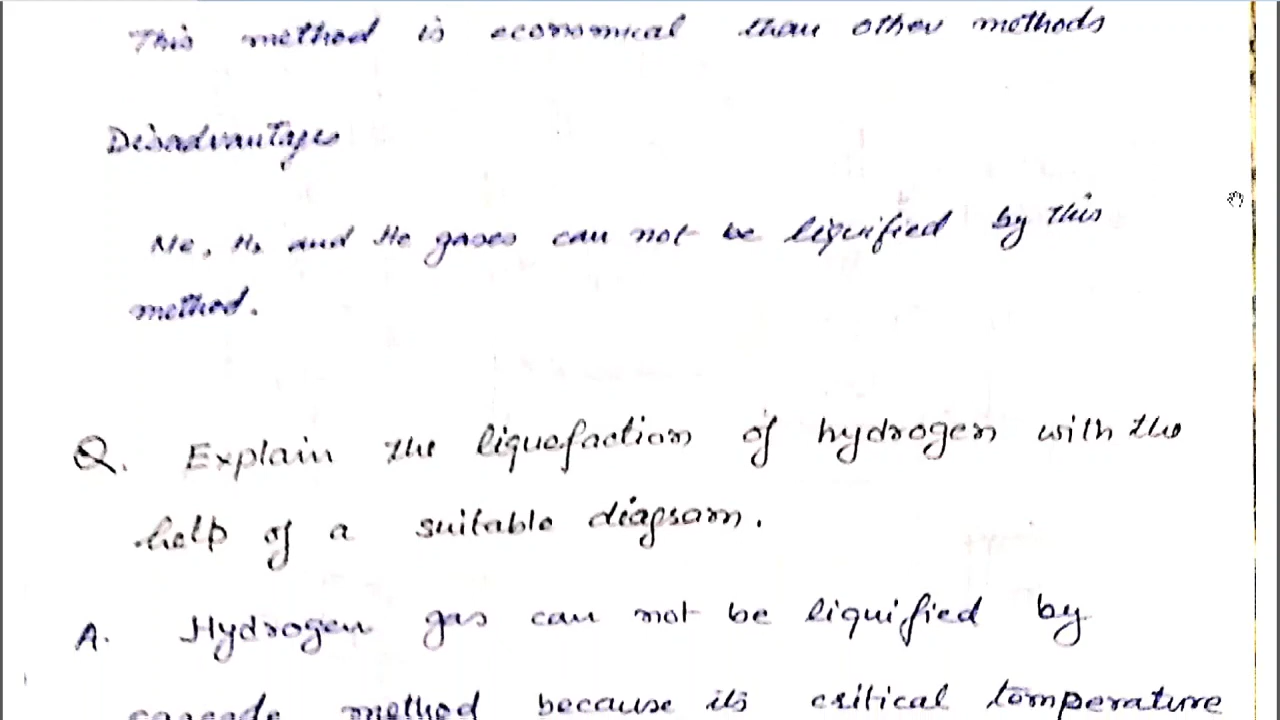 This method is economical than other methods
Disadvantages
Ne, H₂ and He gases can not be liquified by this
method.
Q. Explain the liquefaction of hydrogen with the
help of a suitable diagram.
A. Hydrogen gas can not be liquified by
cascade method because its critical temperature